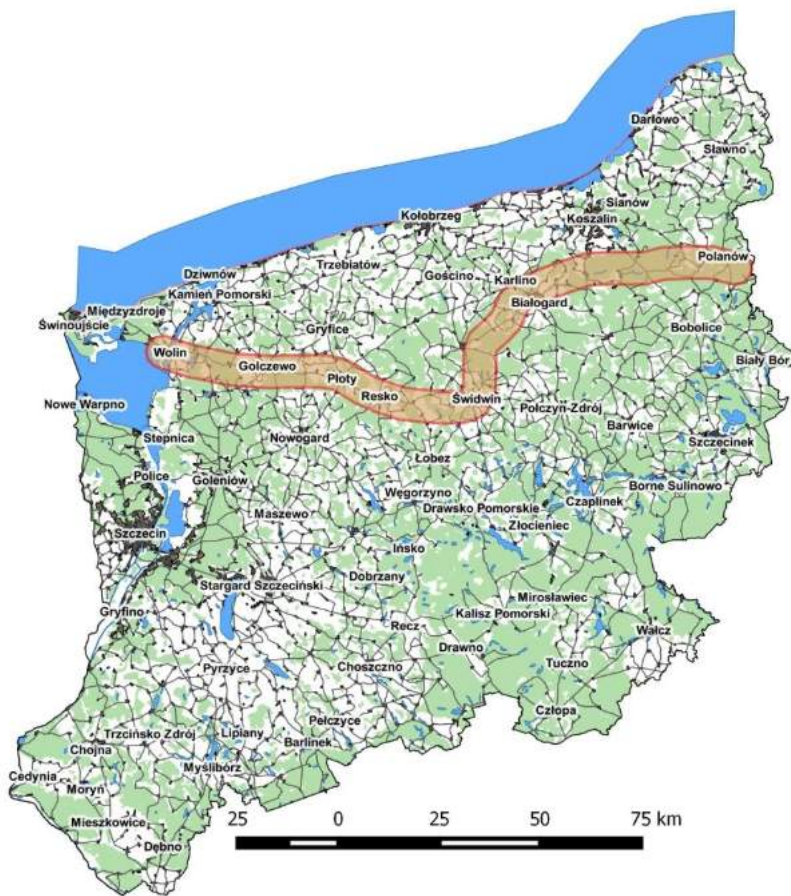 Darłowo
Sławno
Sianów
Kołobrzeg
Koszalin
Dziwnów
Trzebiatów
Gościno
Polanów
Karlino
Kamień Pomorski
Międzyzdroje
Białogard
Świnoujście
Gryfice
Bobolice
Wolin
Golczewo
Biały Bór
Płoty
Resko
Świdwin
Nowe Warpno
Połczyn-Zdrój
Barwice
Stepnica
Nowogard
Szczecinek
Łobez
Police
Goleniów
Węgorzyno
Borne Sulinowo
Czaplinek
Drawsko Pomorskie
Maszewo
Złocieniec
Szczecin
Ińsko
Dobrzany
Stargard Szczeciński
Mirosławiec
Gryfino
Kalisz Pomorski
Recz
Wałcz
Drawno
Pyrzyce
Choszczno
Tuczno
Człopa
Pełczyce
Trzcińsko Zdrój
Lipiany
Chojna
Barlinek
Myślibórz
Cedynia
Moryń
Mieszkowice
Dębno
25 0 25 50 75 km